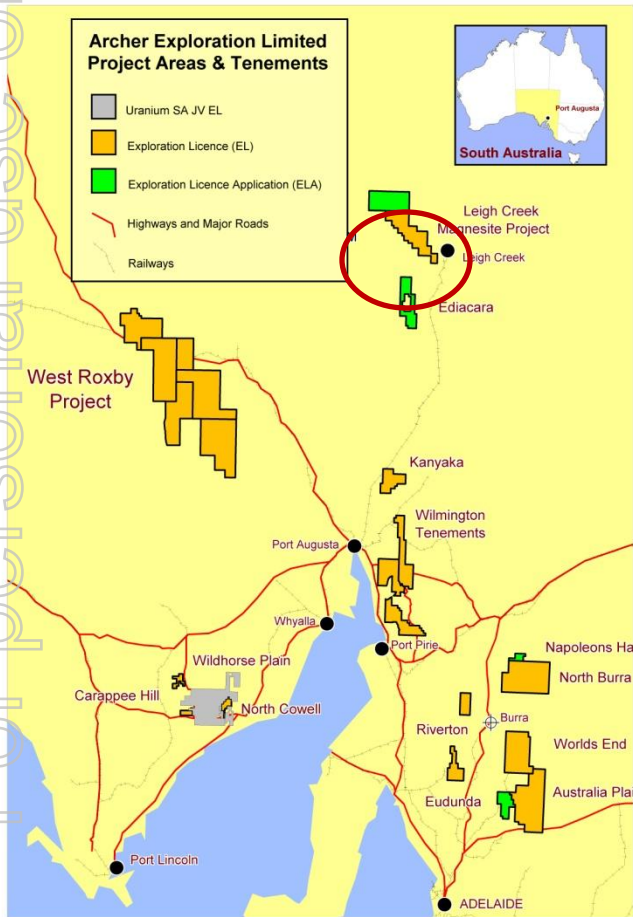 Archer Exploration Limited
Project Areas & Tenements
Uranium SA JV EL
Exploration Licence (EL)
Exploration Licence Application (ELA)
Highways and Major Roads
Railways
Port Augusta
South Australia
Leigh Creek
Magnesite Project
Leigh Creek
Ediacara
West Roxby
Project
Kanyaka
Wilmington
Tenements
Port Augusta
Whyalla
Port Pirie
Wildhorse Plain
Carappee Hill
North Cowell
Napoleons Ha
North Burra
Burra
Riverton
Worlds End
Eudunda
Australia Plai
Port Lincoln
ADELAIDE
personal use o